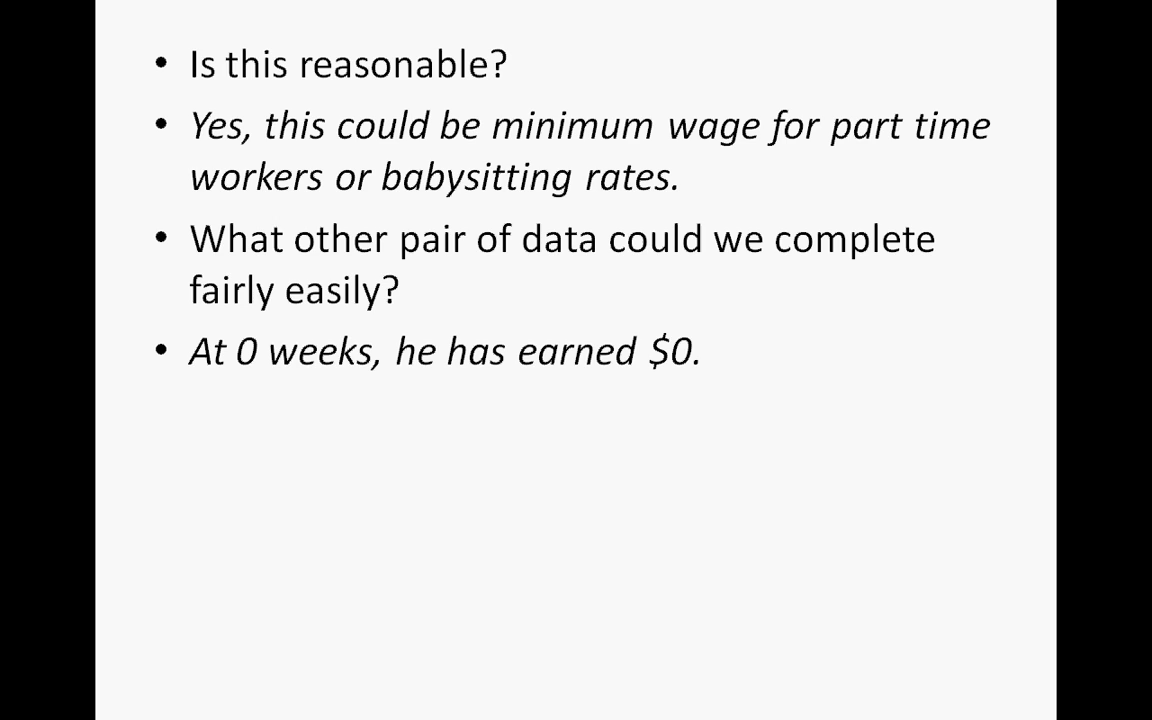 • Is this reasonable?
• Yes, this could be minimum wage for part time
workers or babysitting rates.
• What other pair of data could we complete
fairly easily?
• At 0 weeks, he has earned $0.